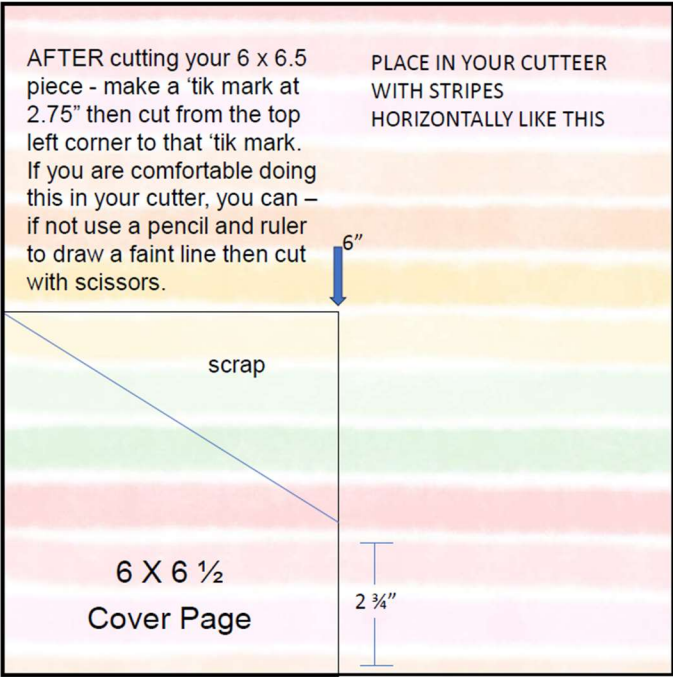 AFTER cutting your 6 x 6.5
piece - make a ‘tik mark at
2.75” then cut from the top
left corner to that ‘tik mark.
If you are comfortable doing
this in your cutter, you can –
if not use a pencil and ruler
to draw a faint line then cut
with scissors.
PLACE IN YOUR CUTTEER
WITH STRIPES
HORIZONTALLY LIKE THIS
6”
scrap
6 X 6 ½
Cover Page
2 ¾”